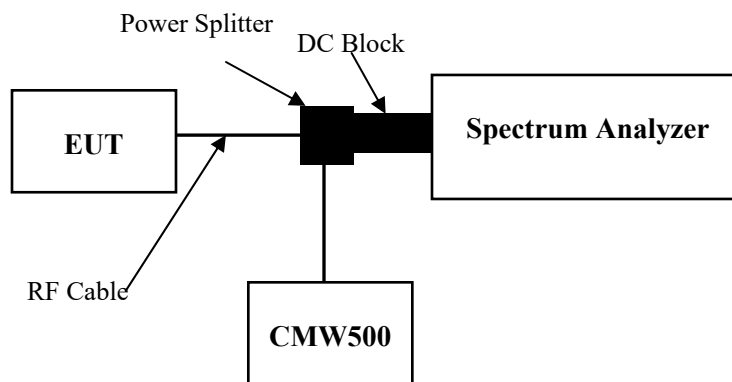 Power Splitter
DC Block
EUT
Spectrum Analyzer
RF Cable
CMW500